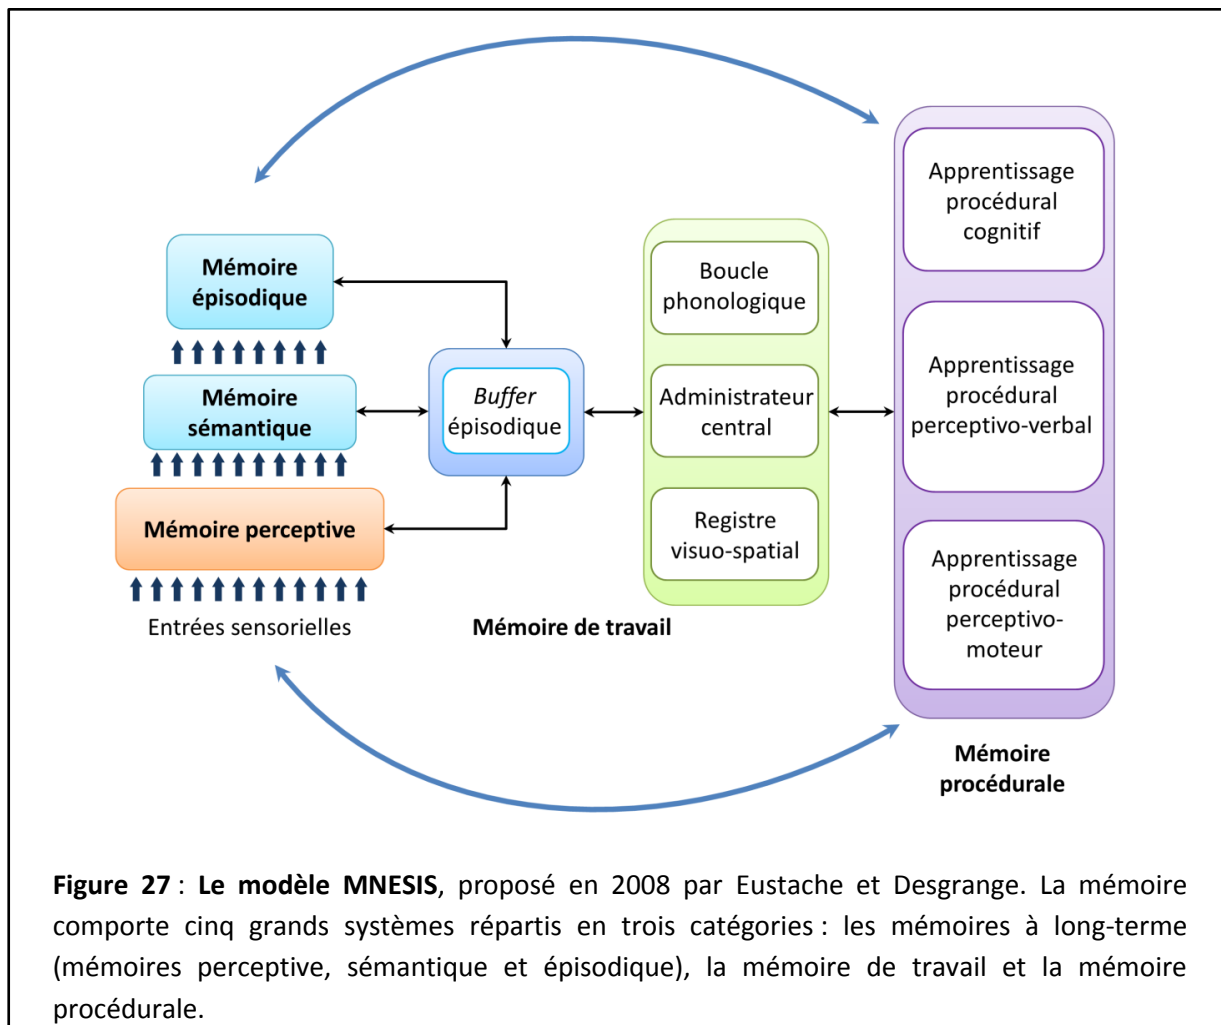 Mémoire
épisodique
Mémoire
sémantique
Mémoire perceptive
Entrées sensorielles
Buffer
épisodique
Mémoire de travail
Boucle
phonologique
Administrateur
central
Registre
visuo-spatial
Apprentissage
procédural
cognitif
Apprentissage
procédural
perceptivo-verbal
Apprentissage
procédural
perceptivo-
moteur
Mémoire
procédurale
Figure 27 : Le modèle MNESIS, proposé en 2008 par Eustache et Desgrange. La mémoire
comporte cinq grands systèmes répartis en trois catégories : les mémoires à long-terme
(mémoires perceptive, sémantique et épisodique), la mémoire de travail et la mémoire
procédurale.